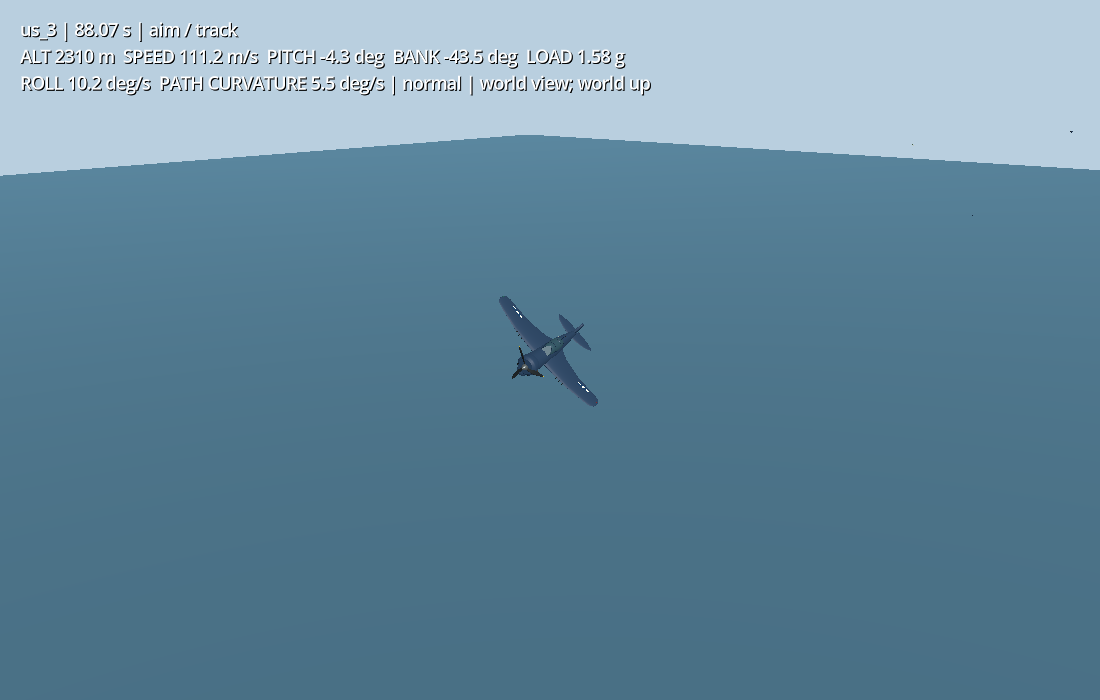 us_3 | 88.07 s | aim / track
ALT 2310 m  SPEED 111.2 m/s  PITCH -4.3 deg  BANK -43.5 deg  LOAD 1.58 g
ROLL 10.2 deg/s  PATH CURVATURE 5.5 deg/s | normal | world view; world up